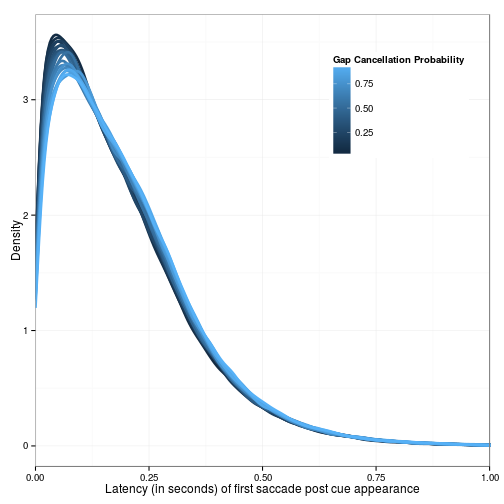 Gap Cancellation Probability
0.75
0.50
0.25
3
2
1
0
Density
0.00 0.25 0.50 0.75 1.00
Latency (in seconds) of first saccade post cue appearance